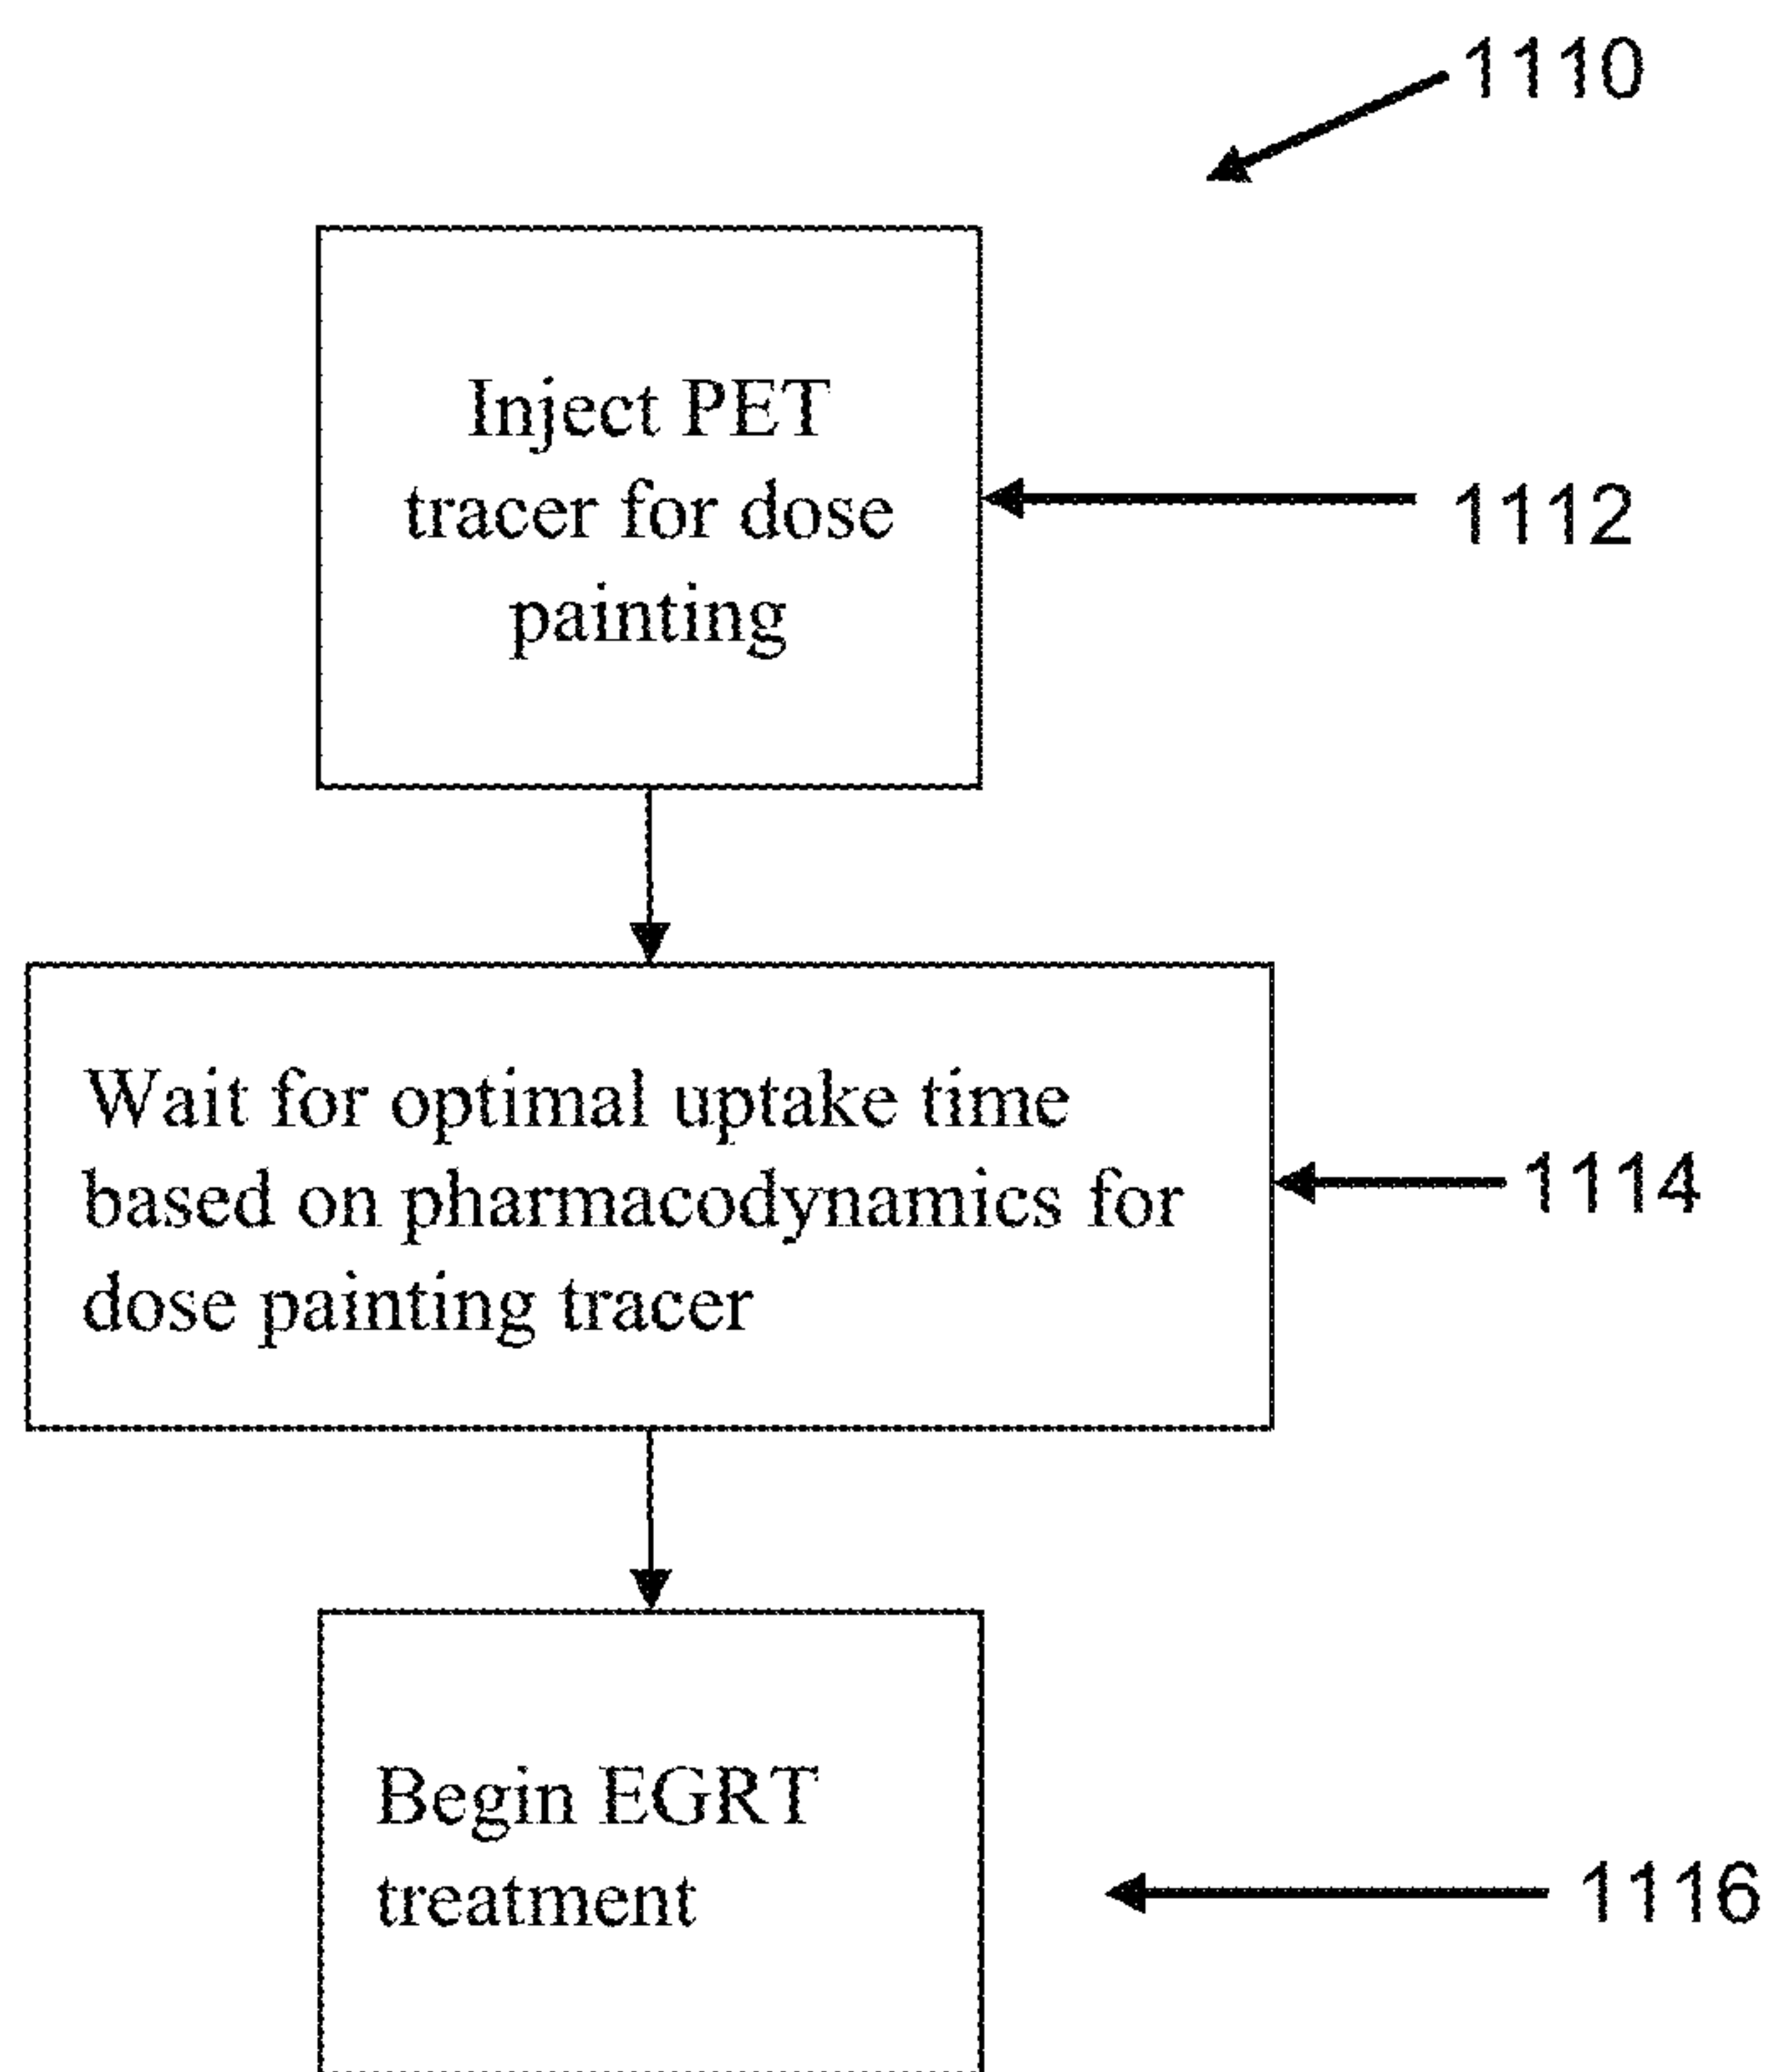 1110
Inject PET
tracer for dose
painting
1112
Wait for optimal uptake time
based on pharmacodynamics for
dose painting tracer
1114
Begin EGRT
treatment
1116